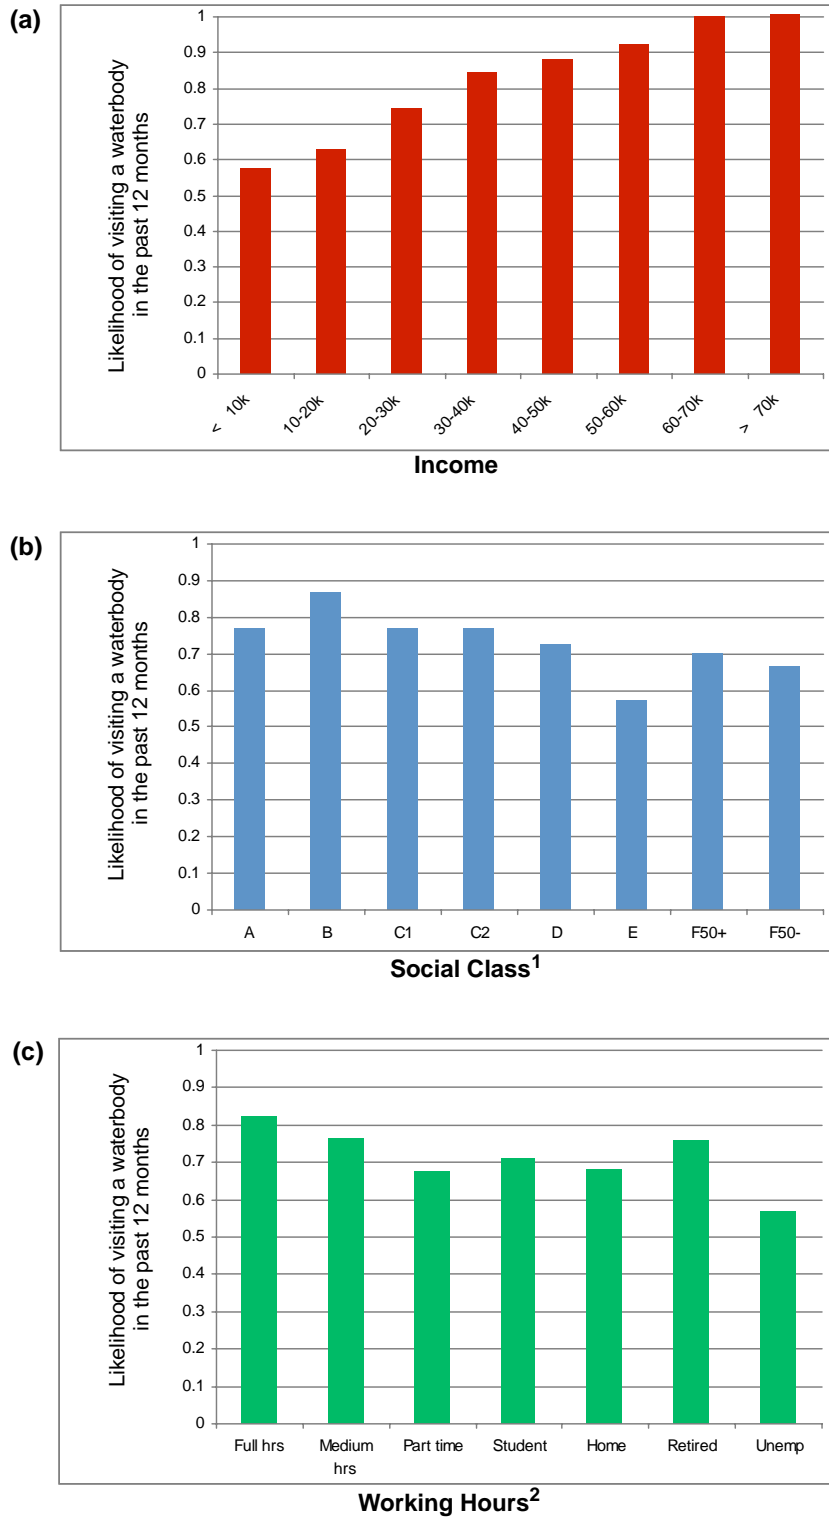 (a)
Likelihood of visiting a waterbody
in the past 12 months
1
0.9
0.8
0.7
0.6
0.5
0.4
0.3
0.2
0.1
0
< 10k
10-20k
20-30k
30-40k
40-50k
50-60k
60-70k
> 70k
Income
(b)
Likelihood of visiting a waterbody
in the past 12 months
1
0.9
0.8
0.7
0.6
0.5
0.4
0.3
0.2
0.1
0
A
B
C1
C2
D
E
F50+
F50-
Social Class1
(c)
Likelihood of visiting a waterbody
in the past 12 months
1
0.9
0.8
0.7
0.6
0.5
0.4
0.3
0.2
0.1
0
Full hrs
Medium
hrs
Part time
Student
Home
Retired
Unemp
Working Hours2